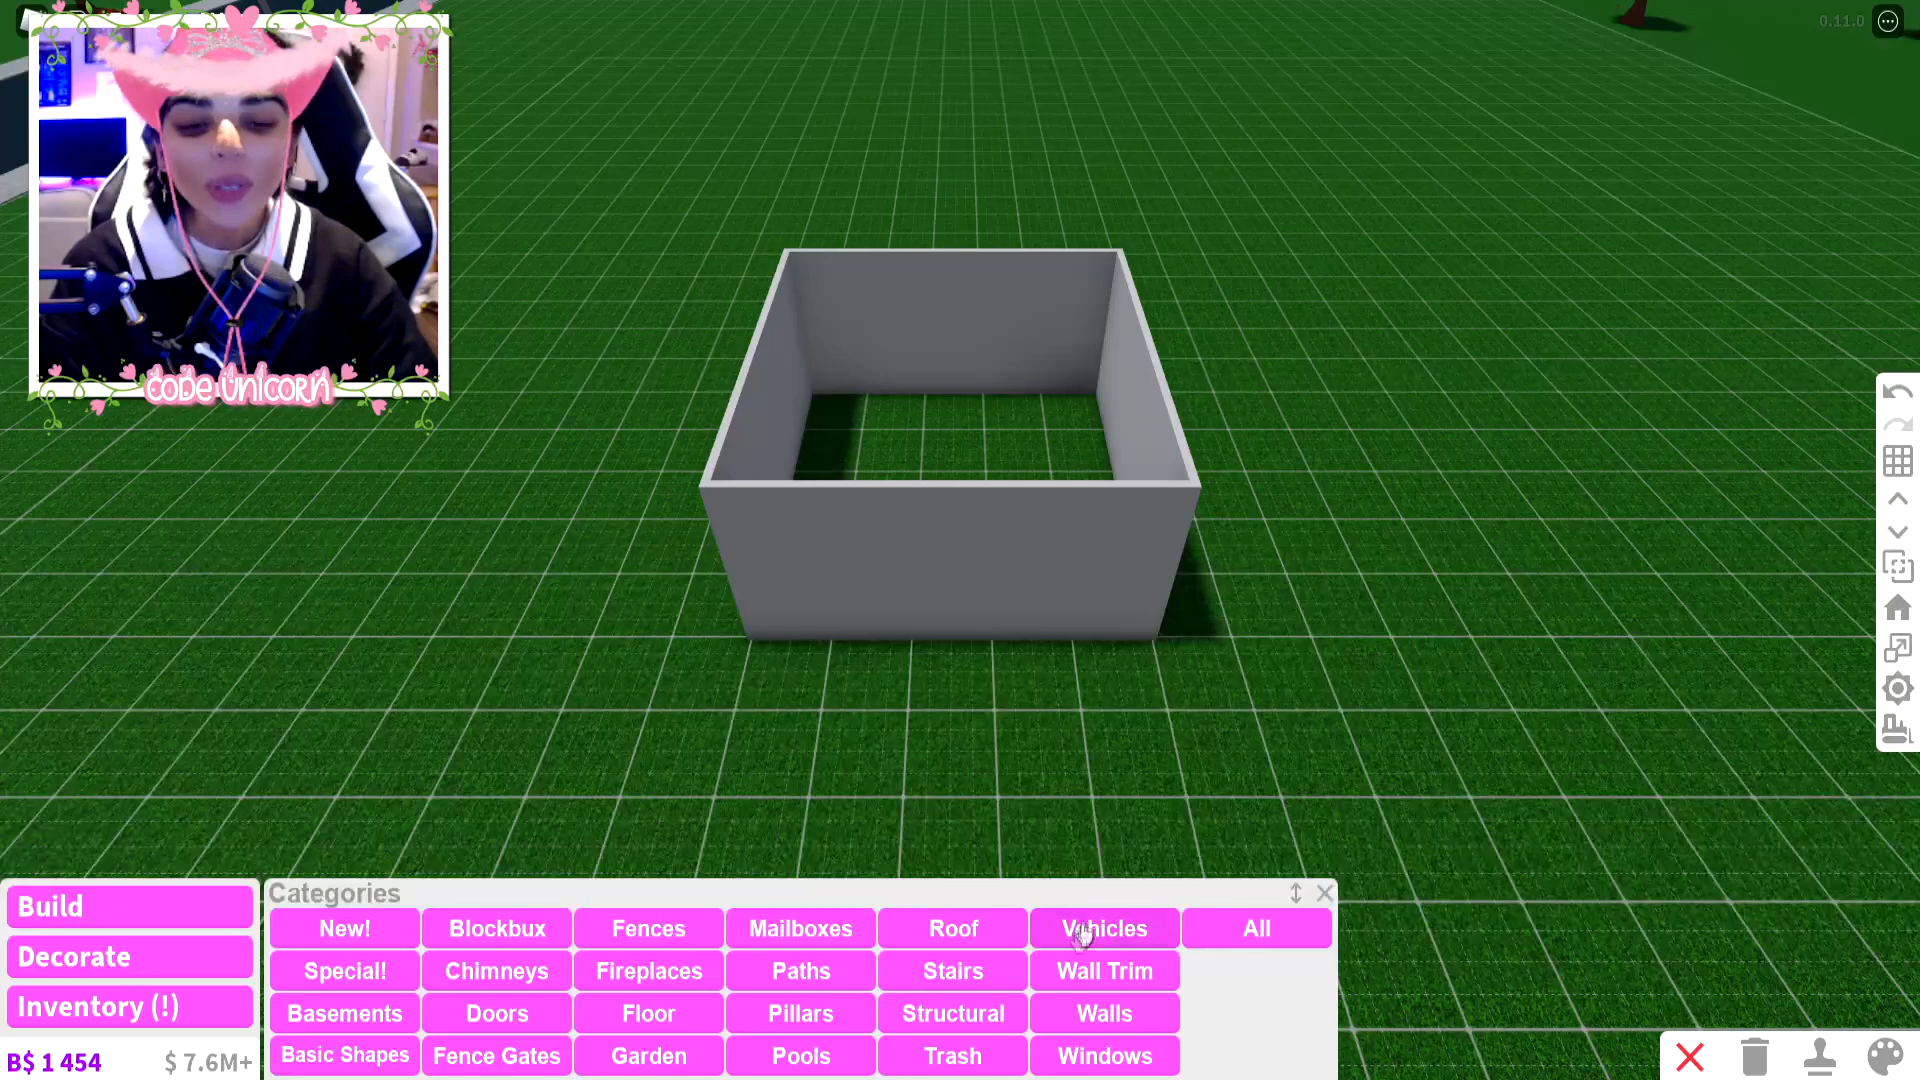 0.11.0
CODE UNICORN
Categories
Build
Decorate
Inventory (!)
B$ 1 454
$ 7.6M+
New!
Blockbux
Fences
Mailboxes
Roof
Vehicles
All
Special!
Chimneys
Fireplaces
Paths
Stairs
Wall Trim
Basements
Doors
Floor
Pillars
Structural
Walls
Basic Shapes
Fence Gates
Garden
Pools
Trash
Windows